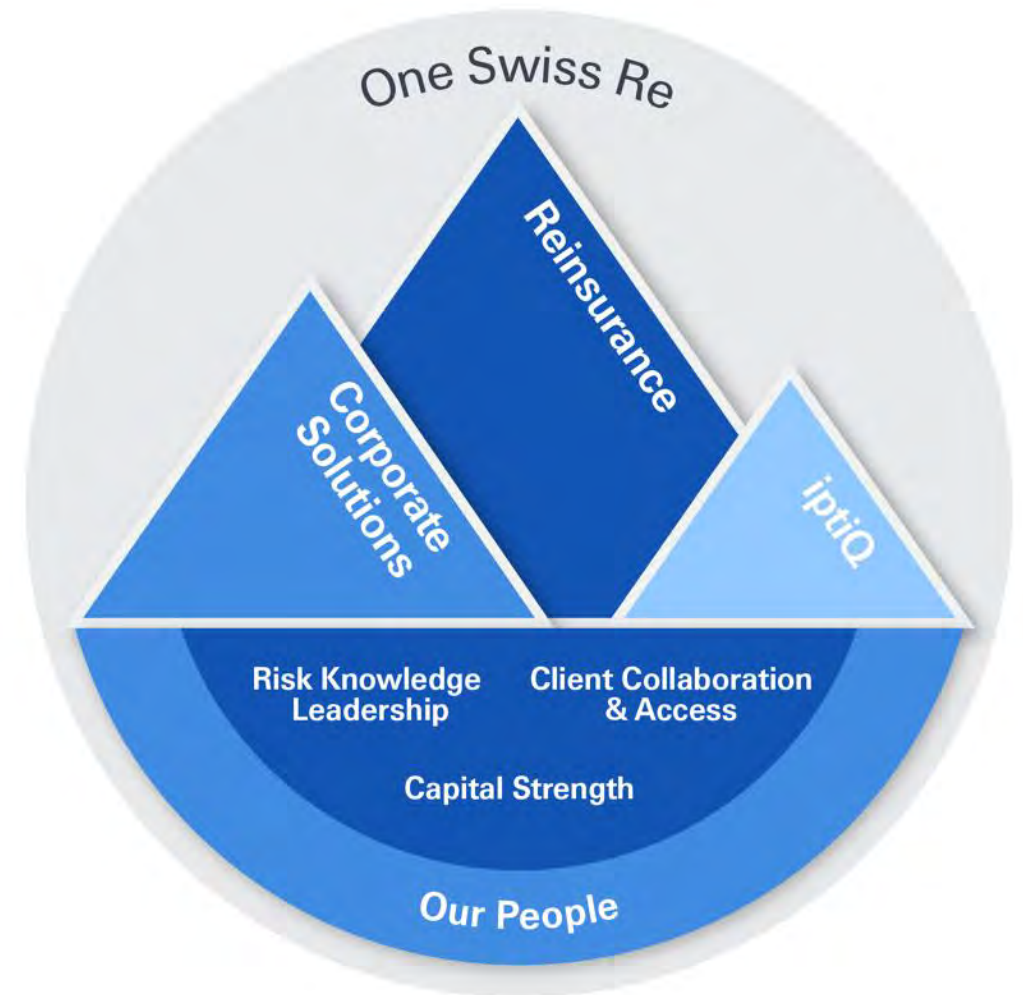 One Swiss Re
Reinsurance
Corporate
Solutions
iptiQ
Risk Knowledge
Leadership
Client Collaboration
& Access
Capital Strength
Our People